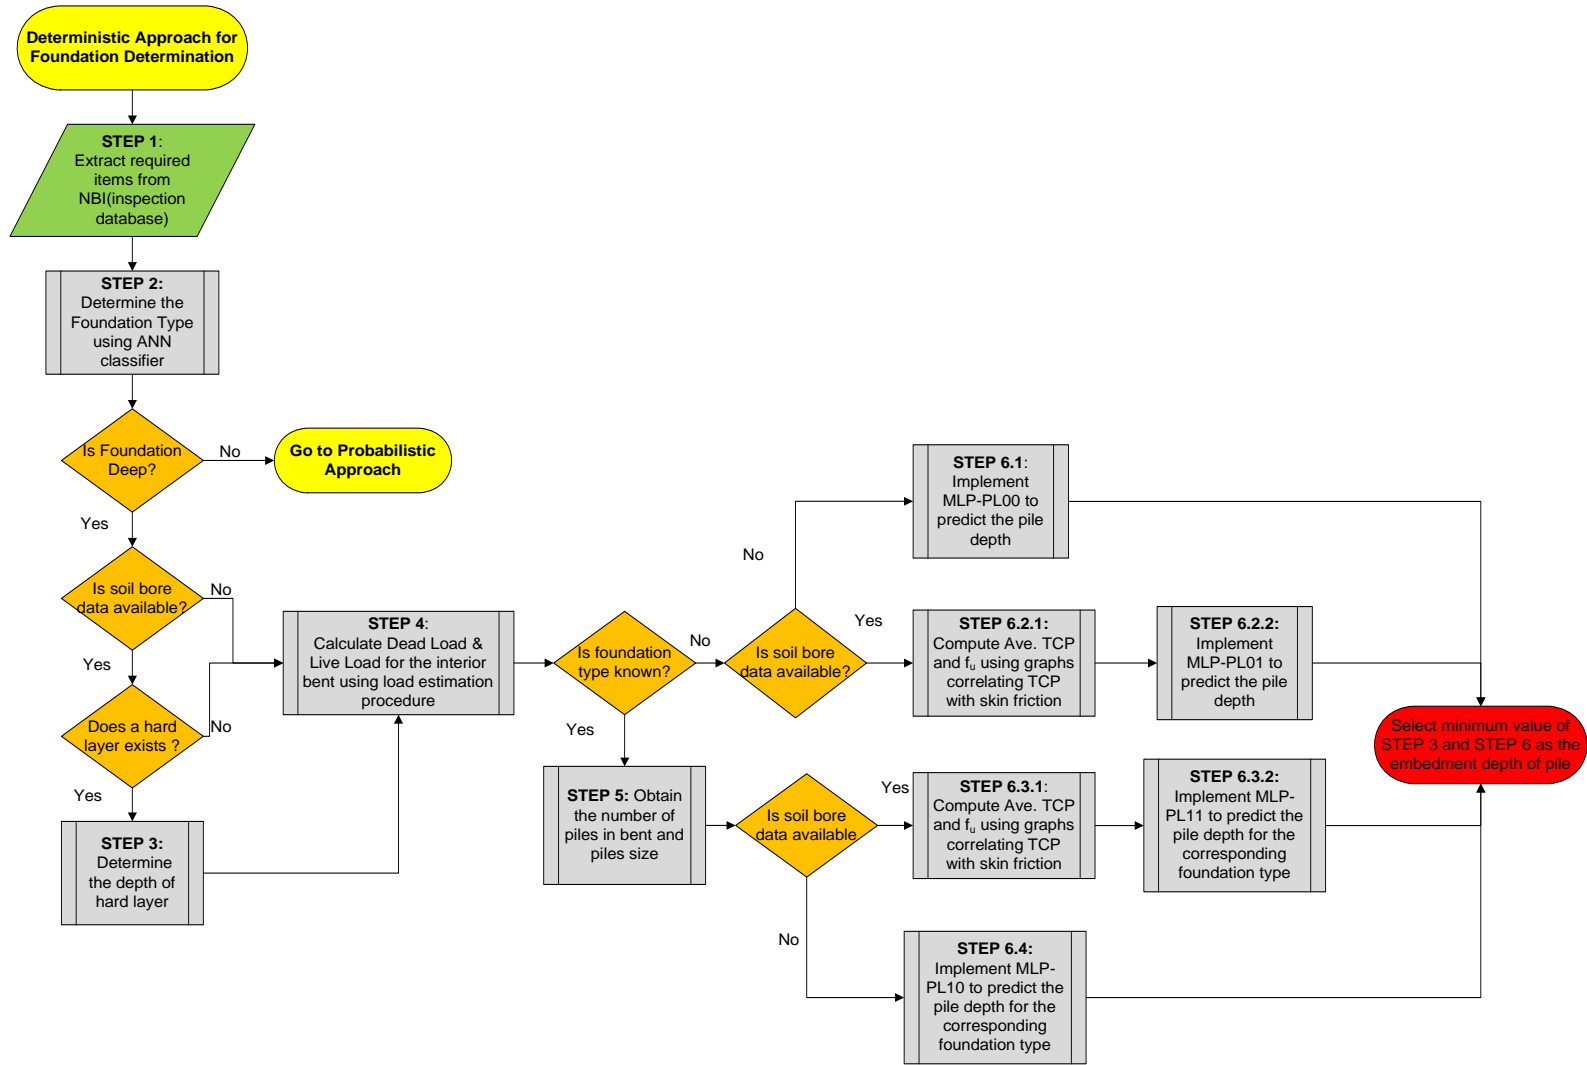 Deterministic Approach for
Foundation Determination
STEP 1:
Extract required
items from
NBI(inspection
database)
STEP 2:
Determine the
Foundation Type
using ANN
classifier
Is Foundation
Deep?
No
Go to Probabilistic
Approach
Yes
Is soil bore
data available?
No
Yes
Does a hard
layer exists ?
No
Yes
STEP 3:
Determine
the depth of
hard layer
STEP 4:
Calculate Dead Load &
Live Load for the interior
bent using load estimation
procedure
Is foundation
type known?
No
Yes
Is soil bore
data available?
No
Yes
STEP 6.1:
Implement
MLP-PL00 to
predict the pile
depth
STEP 6.2.1:
Compute Ave. TCP
and fu using graphs
correlating TCP
with skin friction
STEP 6.2.2:
Implement
MLP-PL01 to
predict the pile
depth
STEP 5: Obtain
the number of
piles in bent and
piles size
Is soil bore
data available
Yes
No
STEP 6.3.1:
Compute Ave. TCP
and fu using graphs
correlating TCP
with skin friction
STEP 6.3.2:
Implement MLP-
PL11 to predict the
pile depth for the
corresponding
foundation type
STEP 6.4:
Implement MLP-
PL10 to predict the
pile depth for the
corresponding
foundation type
Select minimum value of
STEP 3 and STEP 6 as the
embedment depth of pile